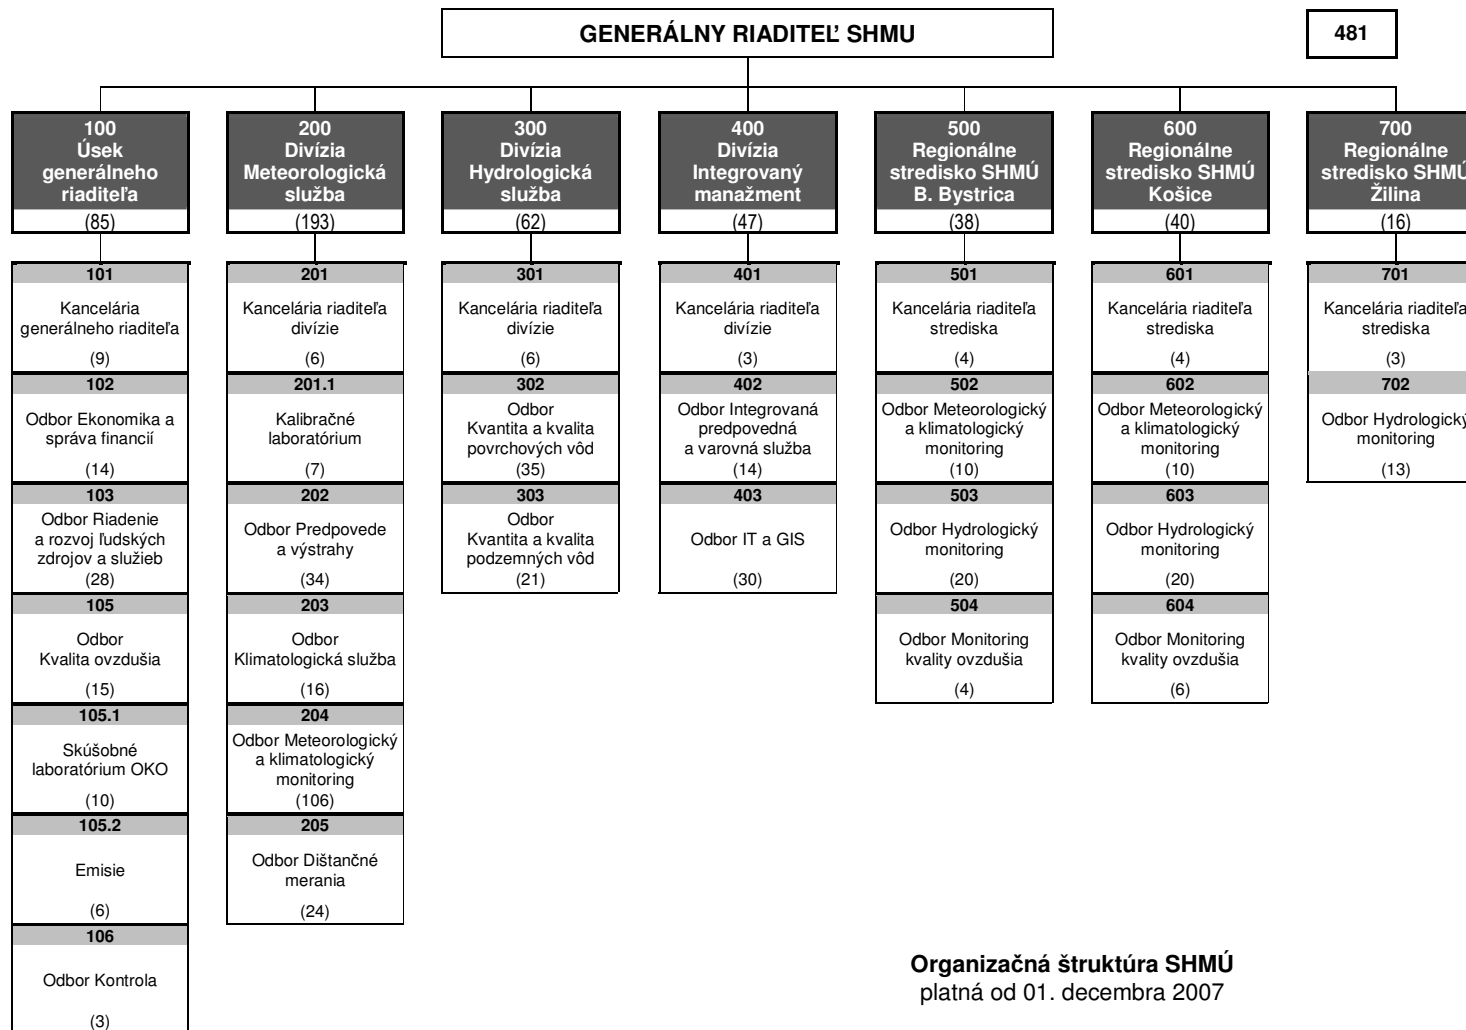 GENERÁLNY RIADITEĽ SHMU
481
100
Úsek
generálneho
riaditeľa
(85)
200
Divízia
Meteorologická
služba
(193)
300
Divízia
Hydrologická
služba
(62)
400
Divízia
Integrovaný
manažment
(47)
500
Regionálne
stredisko SHMÚ
B. Bystrica
(38)
600
Regionálne
stredisko SHMÚ
Košice
(40)
700
Regionálne
stredisko SHMÚ
Žilina
(16)
101
Kancelária
generálneho riaditeľa
(9)
102
Odbor Ekonomika a
správa financií
(14)
103
Odbor Riadenie
a rozvoj ľudských
zdrojov a služieb
(28)
105
Odbor
Kvalita ovzdušia
(15)
105.1
Skúšobné
laboratórium OKO
(10)
105.2
Emisie
(6)
106
Odbor Kontrola
(3)
201
Kancelária riaditeľa
divízie
(6)
201.1
Kalibračné
laboratórium
(7)
202
Odbor Predpovede
a výstrahy
(34)
203
Odbor
Klimatologická služba
(16)
204
Odbor Meteorologický
a klimatologický
monitoring
(106)
205
Odbor Dištančné
merania
(24)
301
Kancelária riaditeľa
divízie
(6)
302
Odbor
Kvantita a kvalita
povrchových vôd
(35)
303
Odbor
Kvantita a kvalita
podzemných vôd
(21)
401
Kancelária riaditeľa
divízie
(3)
402
Odbor Integrovaná
predpovedná
a varovná služba
(14)
403
Odbor IT a GIS
(30)
501
Kancelária riaditeľa
strediska
(4)
502
Odbor Meteorologický
a klimatologický
monitoring
(10)
503
Odbor Hydrologický
monitoring
(20)
504
Odbor Monitoring
kvality ovzdušia
(4)
601
Kancelária riaditeľa
strediska
(4)
602
Odbor Meteorologický
a klimatologický
monitoring
(10)
603
Odbor Hydrologický
monitoring
(20)
604
Odbor Monitoring
kvality ovzdušia
(6)
701
Kancelária riaditeľa
strediska
(3)
702
Odbor Hydrologický
monitoring
(13)
Organizačná štruktúra SHMÚ
platná od 01. decembra 2007